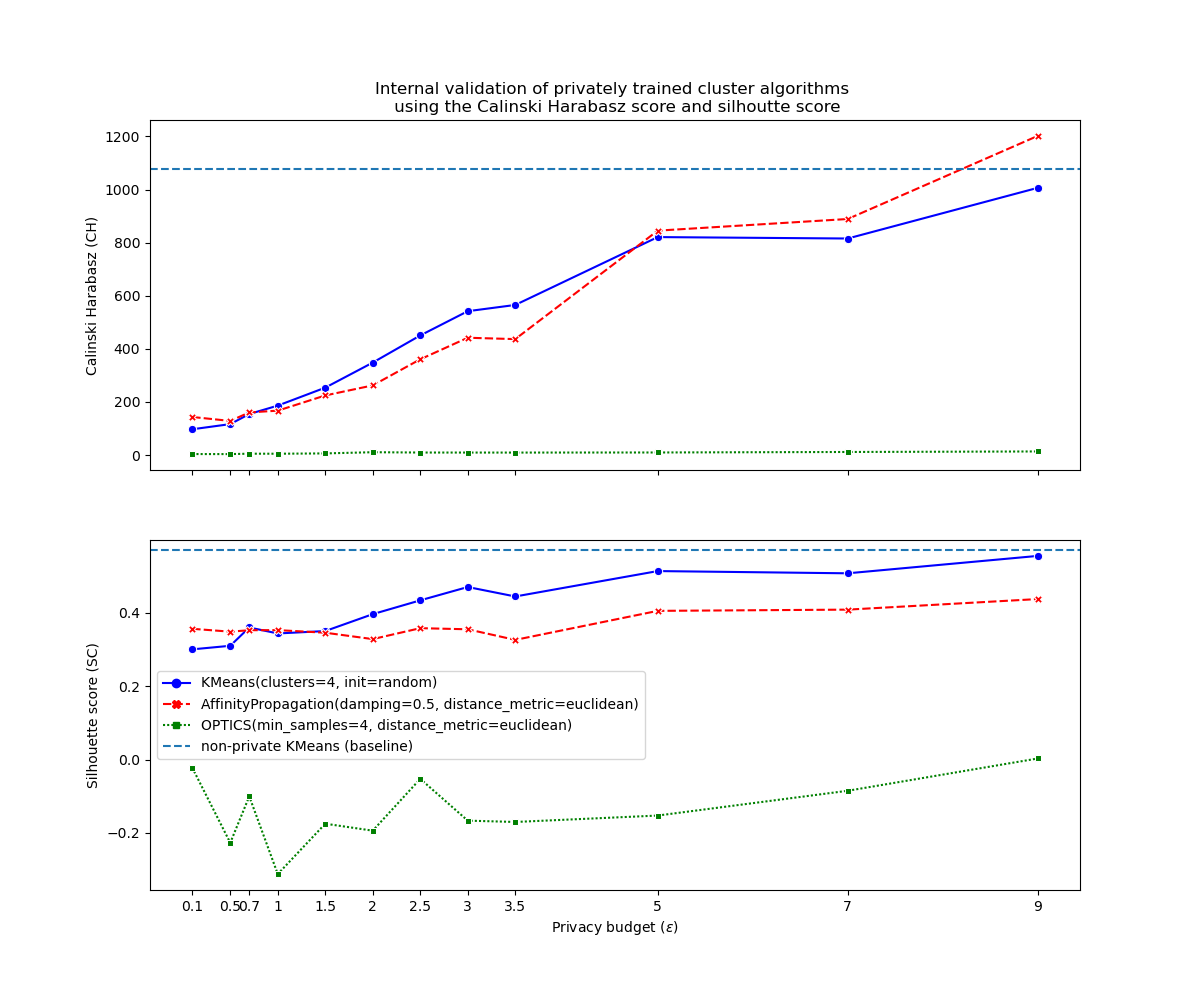 Internal validation of privately trained cluster algorithms
using the Calinski Harabasz score and silhoutte score
Calinski Harabasz (CH)
1200
1000
800
600
400
200
0
Silhouette score (SC)
0.4
0.2
0.0
−0.2
KMeans(clusters=4, init=random)
AffinityPropagation(damping=0.5, distance_metric=euclidean)
OPTICS(min_samples=4, distance_metric=euclidean)
non-private KMeans (baseline)
0.1 0.5 0.7 1 1.5 2 2.5 3 3.5 5 7 9
Privacy budget (ε)